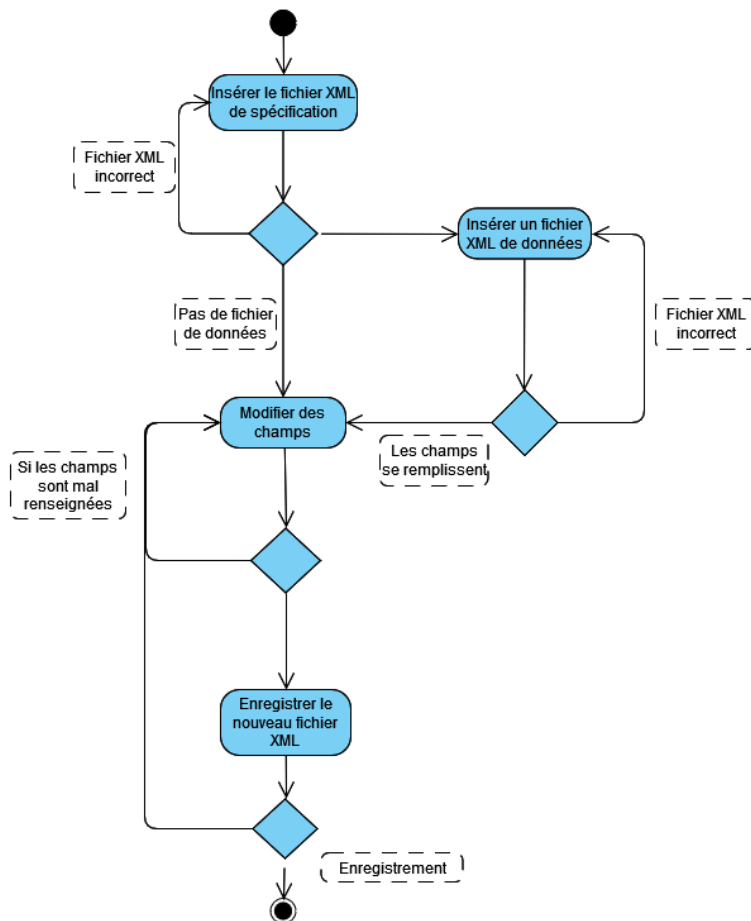 Insérer le fichier XML
de spécification
Fichier XML
incorrect
Insérer un fichier
XML de données
Pas de fichier
de données
Fichier XML
incorrect
Modifier des
champs
Les champs
se remplissent
Si les champs
sont mal
renseignées
Enregistrer le
nouveau fichier
XML
Enregistrement